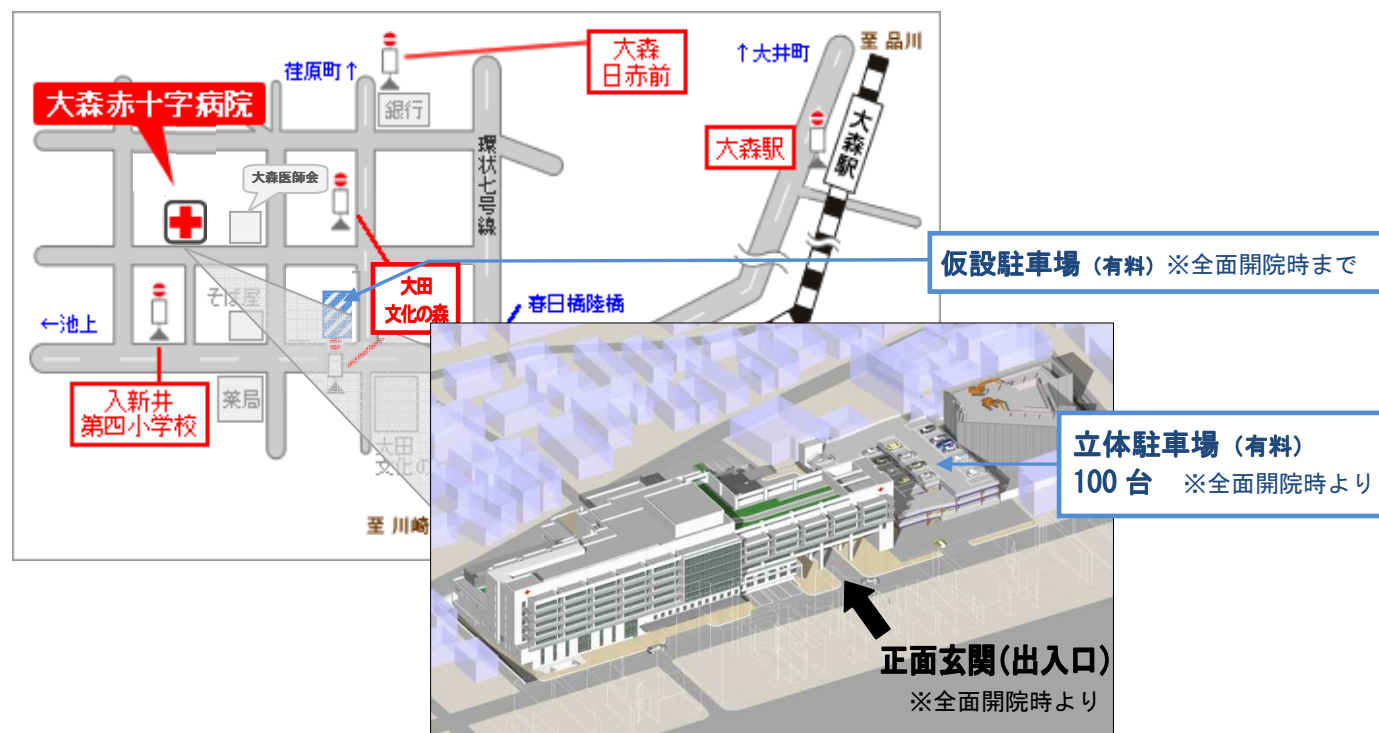 至 品川
大森
日赤前
↑大井町
荏原町↑
大森赤十字病院
銀行
環状七号線
大森駅
大森駅
大森医師会
仮設駐車場（有料）※全面開院時まで
大田
文化の森
そば屋
春日橋陸橋
←池上
入新井
第四小学校
薬局
大田
文化の
至 川崎
立体駐車場（有料）
100 台 ※全面開院時より
正面玄関(出入口)
※全面開院時より